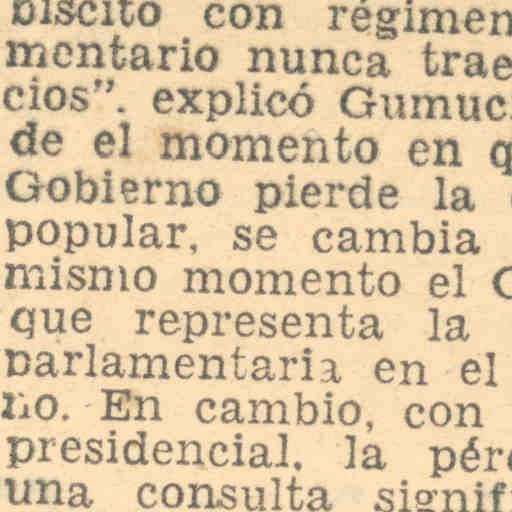 biscito con régimen
mentario nunca trae
cios". explicó Gumuc
de el momento en q
Gobierno pierde la
popular, se cambia
mismo momento el G
que representa la
parlamentaria en el
no. En cambio, con
presidencial, la pér
una consulta signif